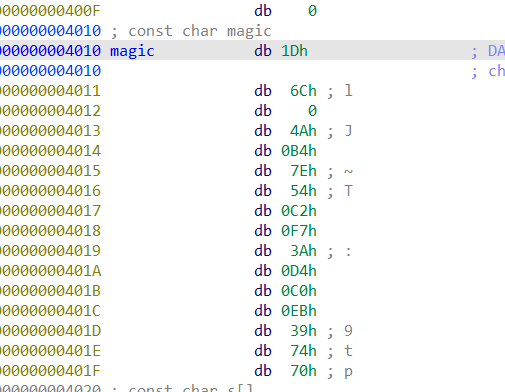 00000000400F db 0
000000004010 ; const char magic
000000004010 magic db 1Dh ; DA
000000004010 ; ch
000000004011 db 6Ch ; l
000000004012 db 0
000000004013 db 4Ah ; J
000000004014 db 0B4h
000000004015 db 7Eh ; ~
000000004016 db 54h ; T
000000004017 db 0C2h
000000004018 db 0F7h
000000004019 db 3Ah ; :
00000000401A db 0D4h
00000000401B db 0C0h
00000000401C db 0EBh
00000000401D db 39h ; 9
00000000401E db 74h ; t
00000000401F db 70h ; p
000000004020 ; const char s[]